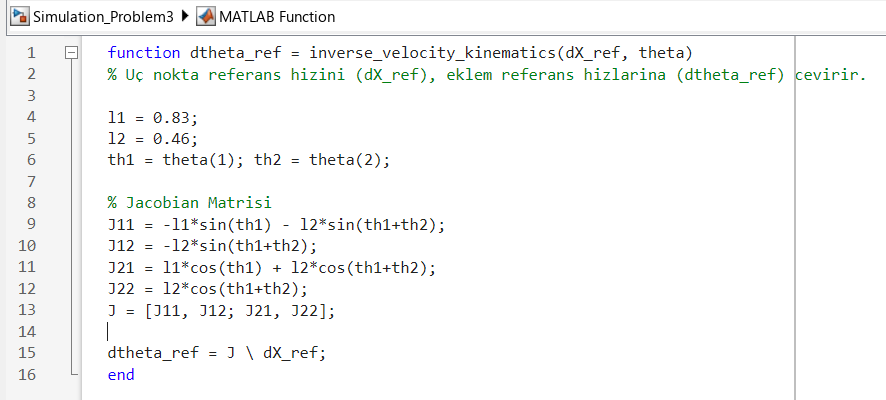 Simulation_Problem3 ▶ MATLAB Function
1 function dtheta_ref = inverse_velocity_kinematics(dX_ref, theta)
2 % Uç nokta referans hizini (dX_ref), eklem referans hizlarina (dtheta_ref) cevirir.
3
4 l1 = 0.83;
5 l2 = 0.46;
6 th1 = theta(1); th2 = theta(2);
7
8 % Jacobian Matrisi
9 J11 = -l1*sin(th1) - l2*sin(th1+th2);
10 J12 = -l2*sin(th1+th2);
11 J21 = l1*cos(th1) + l2*cos(th1+th2);
12 J22 = l2*cos(th1+th2);
13 J = [J11, J12; J21, J22];
14
15 dtheta_ref = J \ dX_ref;
16 end